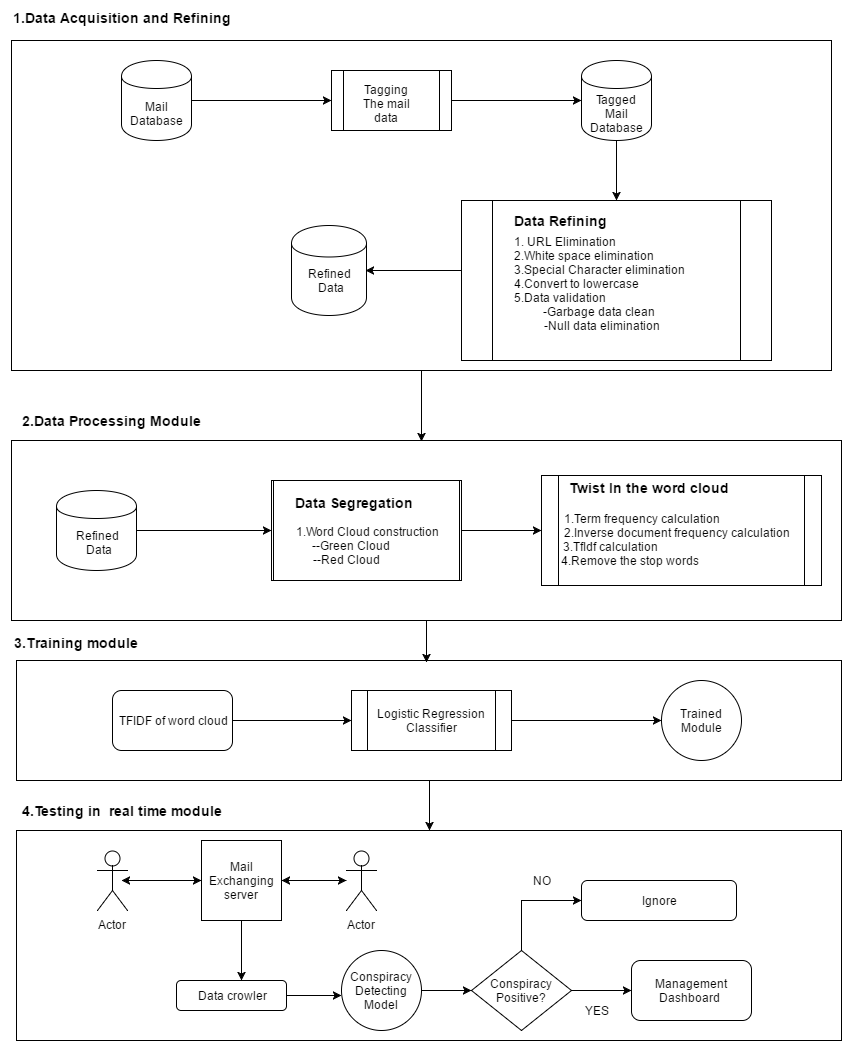 1.Data Acquisition and Refining
Mail
Database
Tagging
The mail
data
Tagged
Mail
Database
Data Refining
1. URL Elimination
2.White space elimination
3.Special Character elimination
4.Convert to lowercase
5.Data validation
-Garbage data clean
-Null data elimination
Refined
Data
2.Data Processing Module
Refined
Data
Data Segregation
1.Word Cloud construction
--Green Cloud
--Red Cloud
Twist in the word cloud
1.Term frequency calculation
2.Inverse document frequency calculation
3.TfIdf calculation
4.Remove the stop words
3.Training module
TFIDF of word cloud
Logistic Regression
Classifier
Trained
Module
4.Testing in  real time module
Actor
Mail
Exchanging
server
Actor
Data crowler
Conspiracy
Detecting
Model
Conspiracy
Positive?
NO
Ignore
YES
Management
Dashboard